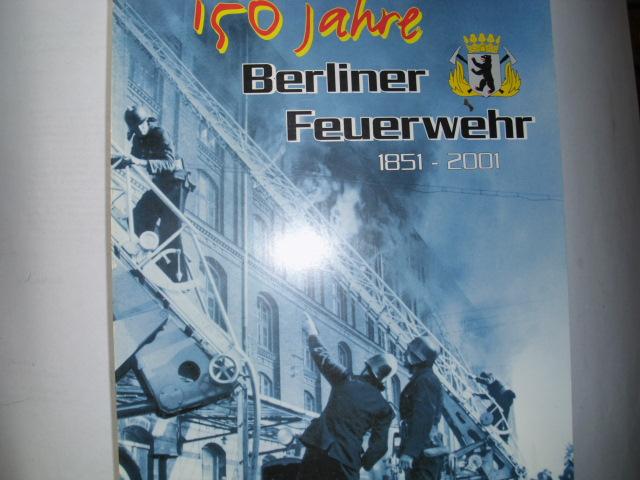 150 Jahre
Berliner
Feuerwehr
1851 - 2001